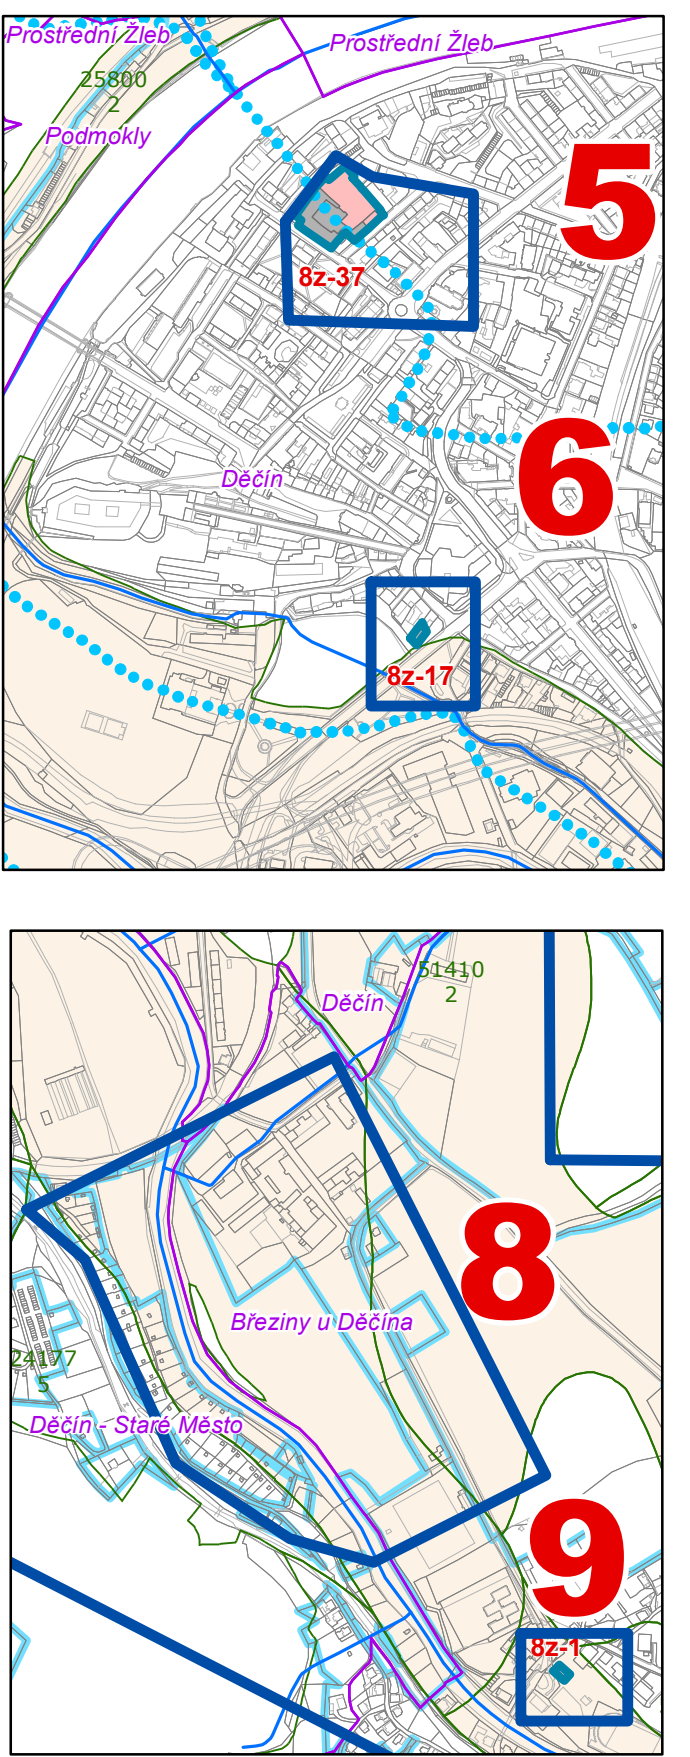 Prostřední Žleb
Prostřední Žleb
25800
2
Podmokly
5
8z-37
6
Děčín
8z-17
51410
2
Děčín
8
Březiny u Děčína
24177
5
Děčín - Staré Město
9
8z-1